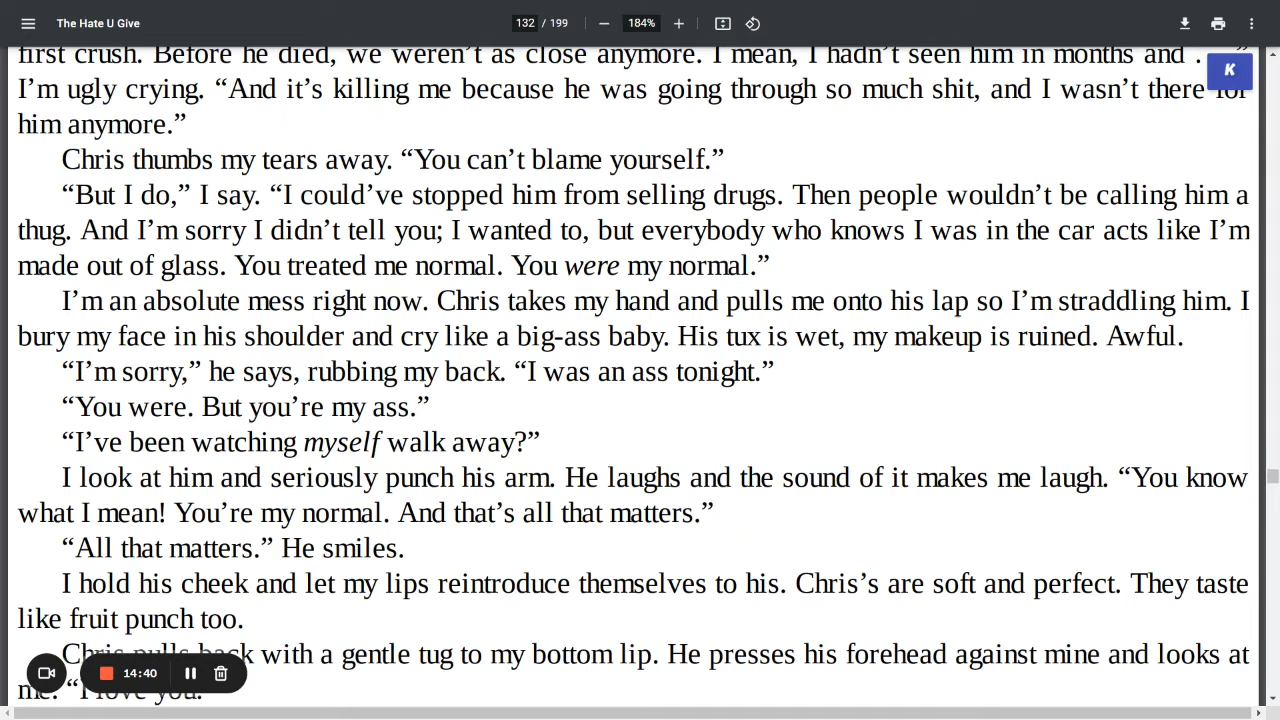 The Hate U Give
132 / 199
184%
first crush. Before he died, we weren’t as close anymore. I mean, I hadn’t seen him in months and . . .”
K
I’m ugly crying. “And it’s killing me because he was going through so much shit, and I wasn’t there for
him anymore.”
Chris thumbs my tears away. “You can’t blame yourself.”
“But I do,” I say. “I could’ve stopped him from selling drugs. Then people wouldn’t be calling him a
thug. And I’m sorry I didn’t tell you; I wanted to, but everybody who knows I was in the car acts like I’m
made out of glass. You treated me normal. You were my normal.”
I’m an absolute mess right now. Chris takes my hand and pulls me onto his lap so I’m straddling him. I
bury my face in his shoulder and cry like a big-ass baby. His tux is wet, my makeup is ruined. Awful.
“I’m sorry,” he says, rubbing my back. “I was an ass tonight.”
“You were. But you’re my ass.”
“I’ve been watching myself walk away?”
I look at him and seriously punch his arm. He laughs and the sound of it makes me laugh. “You know
what I mean! You’re my normal. And that’s all that matters.”
“All that matters.” He smiles.
I hold his cheek and let my lips reintroduce themselves to his. Chris’s are soft and perfect. They taste
like fruit punch too.
Chris pulls back with a gentle tug to my bottom lip. He presses his forehead against mine and looks at
me. “I love you.”
14:40